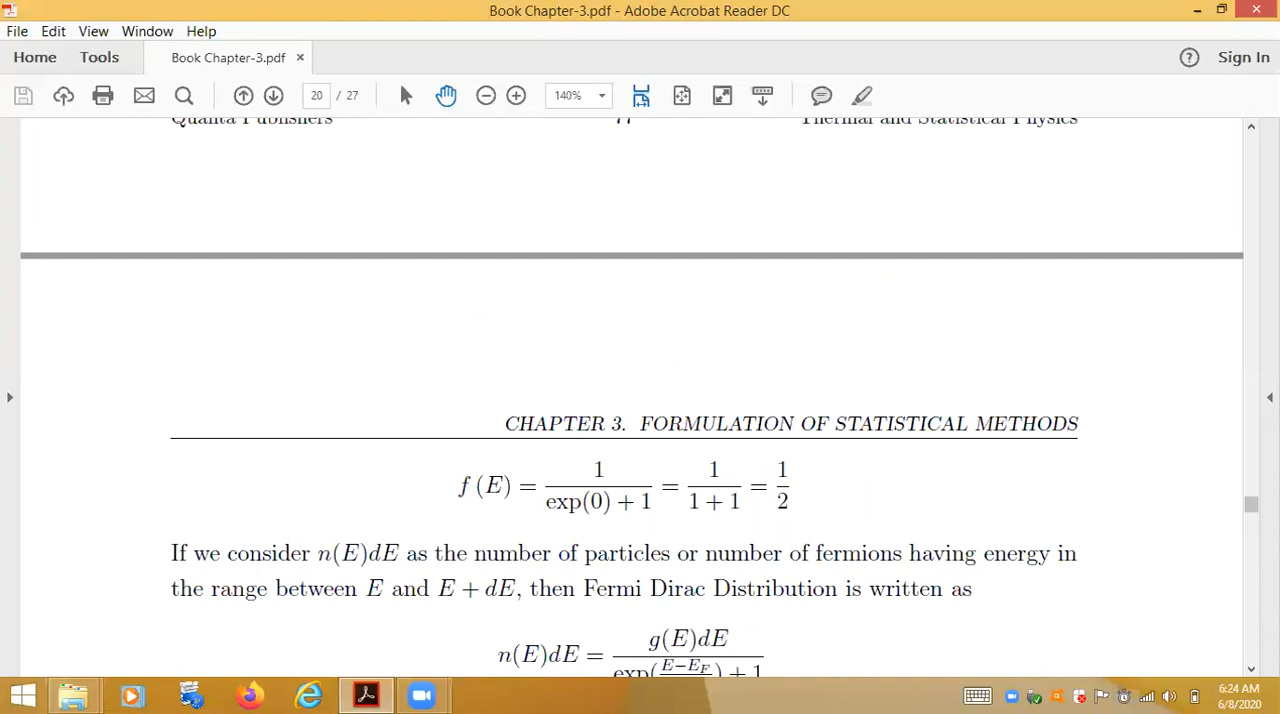 Book Chapter-3.pdf - Adobe Acrobat Reader DC
File Edit View Window Help
Home Tools Book Chapter-3.pdf × Sign In
20 / 27 140%
Quanta Publishers 77 Thermal and Statistical Physics
CHAPTER 3. FORMULATION OF STATISTICAL METHODS
f (E) = 1/(exp(0) + 1) = 1/(1 + 1) = 1/2
If we consider n(E)dE as the number of particles or number of fermions having energy in
the range between E and E + dE, then Fermi Dirac Distribution is written as
n(E)dE = g(E)dE / exp(E−E_F) + 1
6:24 AM
6/8/2020